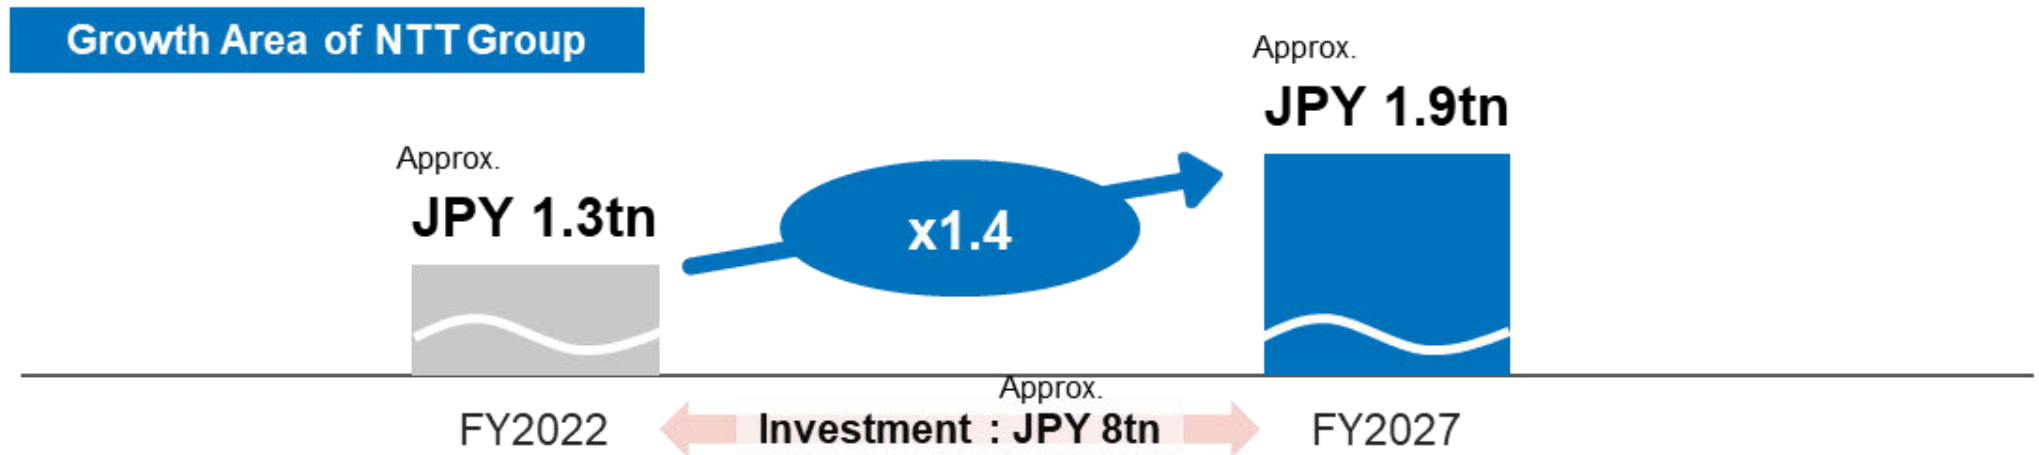 Growth Area of NTT Group
Approx.
JPY 1.9tn
Approx.
JPY 1.3tn
x1.4
Approx.
FY2022
Investment : JPY 8tn
FY2027